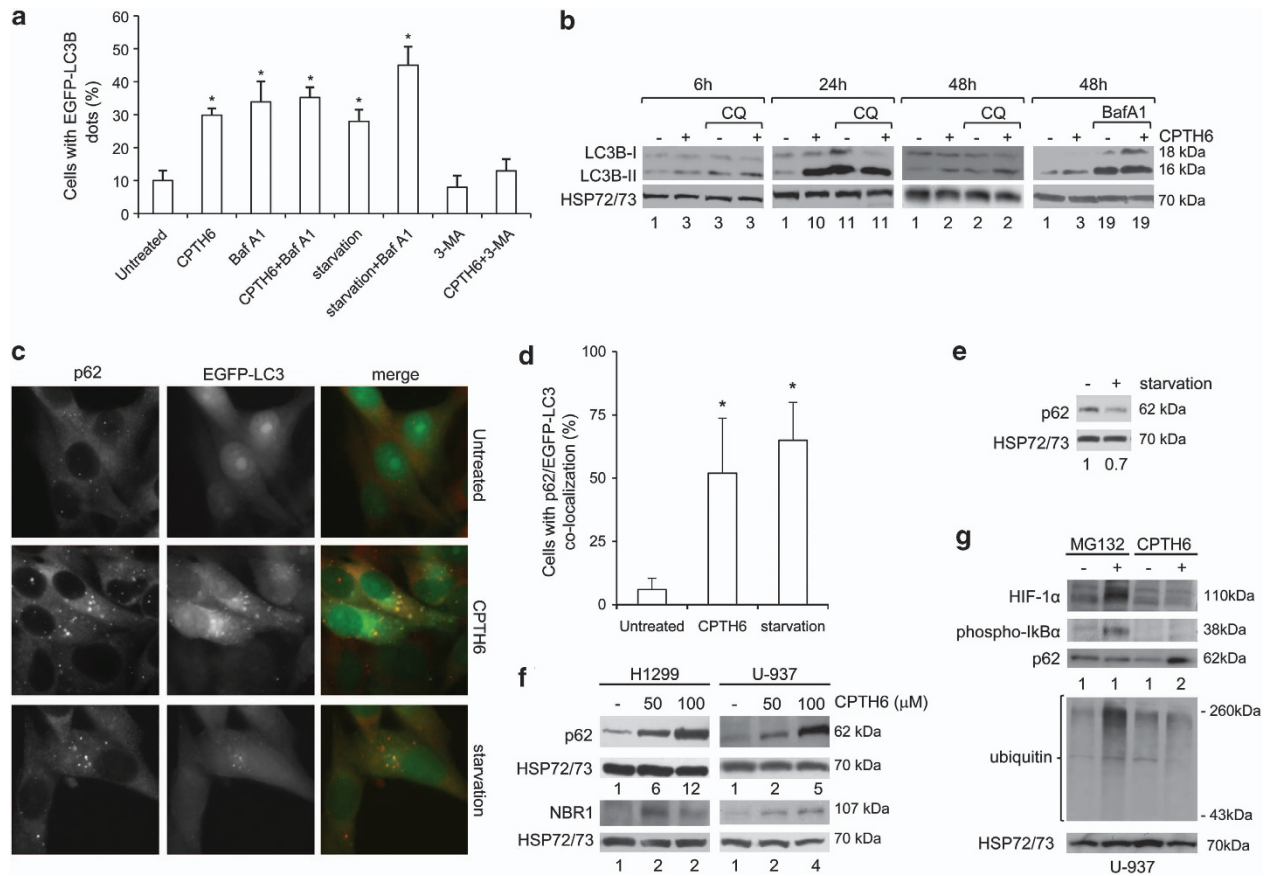 a
Cells with EGFP-LC3B
dots (%)
60
50
40
30
20
10
0
*
*
*
*
*
Untreated
CPTH6
Baf A1
CPTH6+Baf A1
starvation
starvation+Baf A1
3-MA
CPTH6+3-MA
b
6h 24h 48h 48h
CQ CQ CQ BafA1
- + - + - + - + - + - + - + - + CPTH6
LC3B-I 18 kDa
LC3B-II 16 kDa
HSP72/73 70 kDa
1 3 3 3 1 10 11 11 1 2 2 2 1 3 19 19
c
p62 EGFP-LC3 merge
Untreated
CPTH6
starvation
d
Cells with p62/EGFP-LC3
co-localization (%)
100
75
50
25
0
*
*
Untreated CPTH6 starvation
e
- + starvation
p62 62 kDa
HSP72/73 70 kDa
1 0.7
f
H1299 U-937
- 50 100 - 50 100 CPTH6 (μM)
p62 62 kDa
HSP72/73 70 kDa
1 6 12 1 2 5
NBR1 107 kDa
HSP72/73 70 kDa
1 2 2 1 2 4
g
MG132 CPTH6
- + - +
HIF-1α 110kDa
phospho-IkBα 38kDa
p62 62kDa
1 1 1 2
- 260kDa
ubiquitin
- 43kDa
HSP72/73 70kDa
U-937